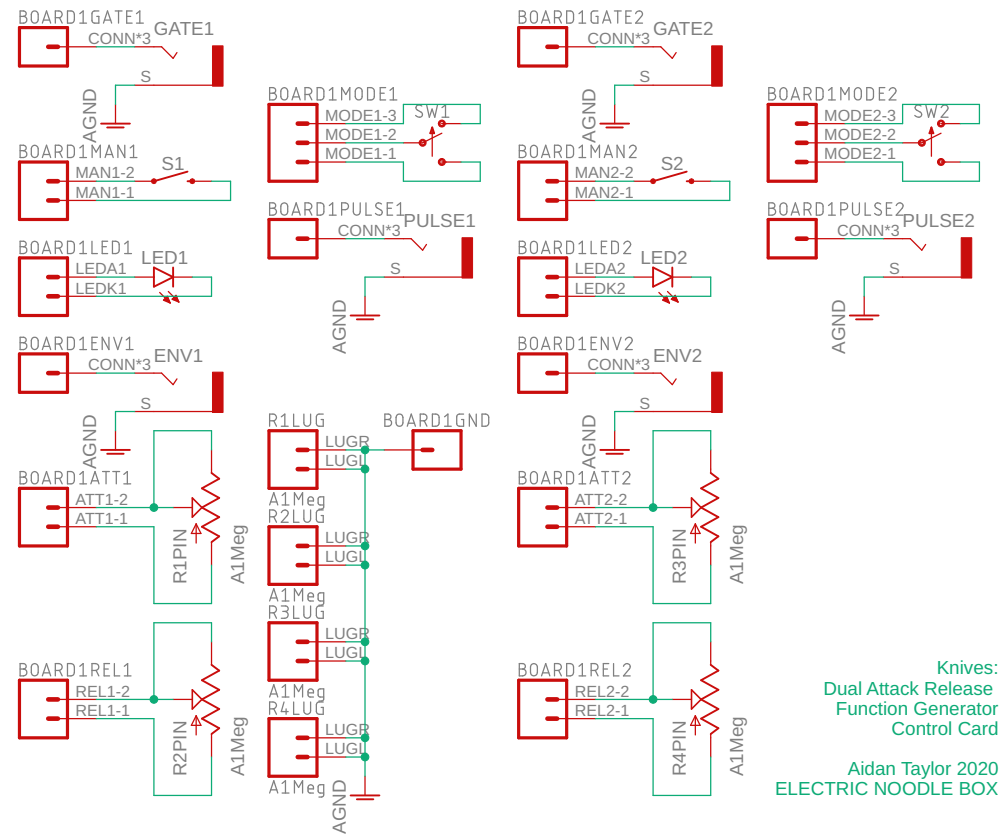 BOARD1GATE1
GATE1
CONN*3
S
AGND
BOARD1MAN1
MAN1-2
MAN1-1
S1
BOARD1LED1
LED1
LEDA1
LEDK1
BOARD1ENV1
ENV1
CONN*3
S
AGND
BOARD1ATT1
ATT1-2
ATT1-1
R1PIN
A1Meg
BOARD1REL1
REL1-2
REL1-1
R2PIN
A1Meg
BOARD1MODE1
MODE1-3
MODE1-2
MODE1-1
SW1
BOARD1PULSE1
PULSE1
CONN*3
S
AGND
R1LUG
BOARD1GND
LUGR
LUGL
A1Meg
R2LUG
LUGR
LUGL
A1Meg
R3LUG
LUGR
LUGL
A1Meg
R4LUG
LUGR
LUGL
A1Meg
AGND
BOARD1GATE2
GATE2
CONN*3
S
AGND
BOARD1MAN2
MAN2-2
MAN2-1
S2
BOARD1LED2
LED2
LEDA2
LEDK2
BOARD1ENV2
ENV2
CONN*3
S
AGND
BOARD1ATT2
ATT2-2
ATT2-1
R3PIN
A1Meg
BOARD1REL2
REL2-2
REL2-1
R4PIN
A1Meg
BOARD1MODE2
MODE2-3
MODE2-2
MODE2-1
SW2
BOARD1PULSE2
PULSE2
CONN*3
S
AGND
Knives:
Dual Attack Release
Function Generator
Control Card
Aidan Taylor 2020
ELECTRIC NOODLE BOX